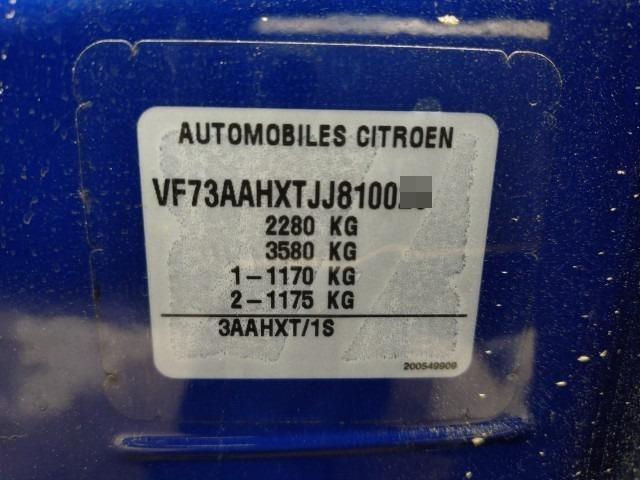 AUTOMOBILES CITROEN
VF73AAHXTJJ8100
2280 KG
3580 KG
1-1170 KG
2-1175 KG
3AAHXT/1S
200549909